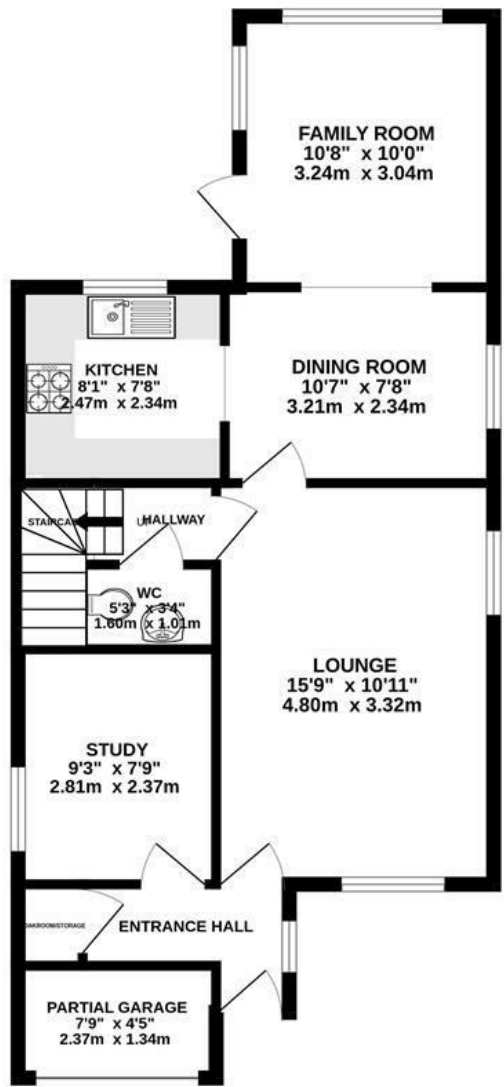 FAMILY ROOM
10'8" x 10'0"
3.24m x 3.04m
KITCHEN
8'1" x 7'8"
2.47m x 2.34m
DINING ROOM
10'7" x 7'8"
3.21m x 2.34m
HALLWAY
WC
5'3" x 3'4"
1.60m x 1.01m
LOUNGE
15'9" x 10'11"
4.80m x 3.32m
STUDY
9'3" x 7'9"
2.81m x 2.37m
OAKROOM/STORAGE
ENTRANCE HALL
PARTIAL GARAGE
7'9" x 4'5"
2.37m x 1.34m